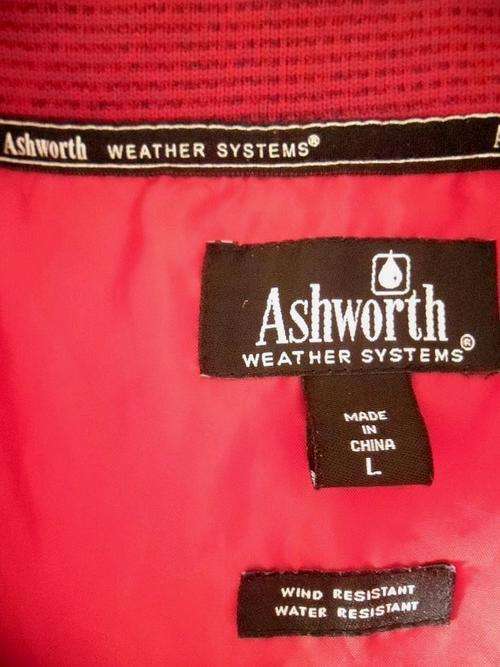 Ashworth WEATHER SYSTEMS®
Ashworth®
WEATHER SYSTEMS
MADE
IN
CHINA
L
WIND RESISTANT
WATER RESISTANT